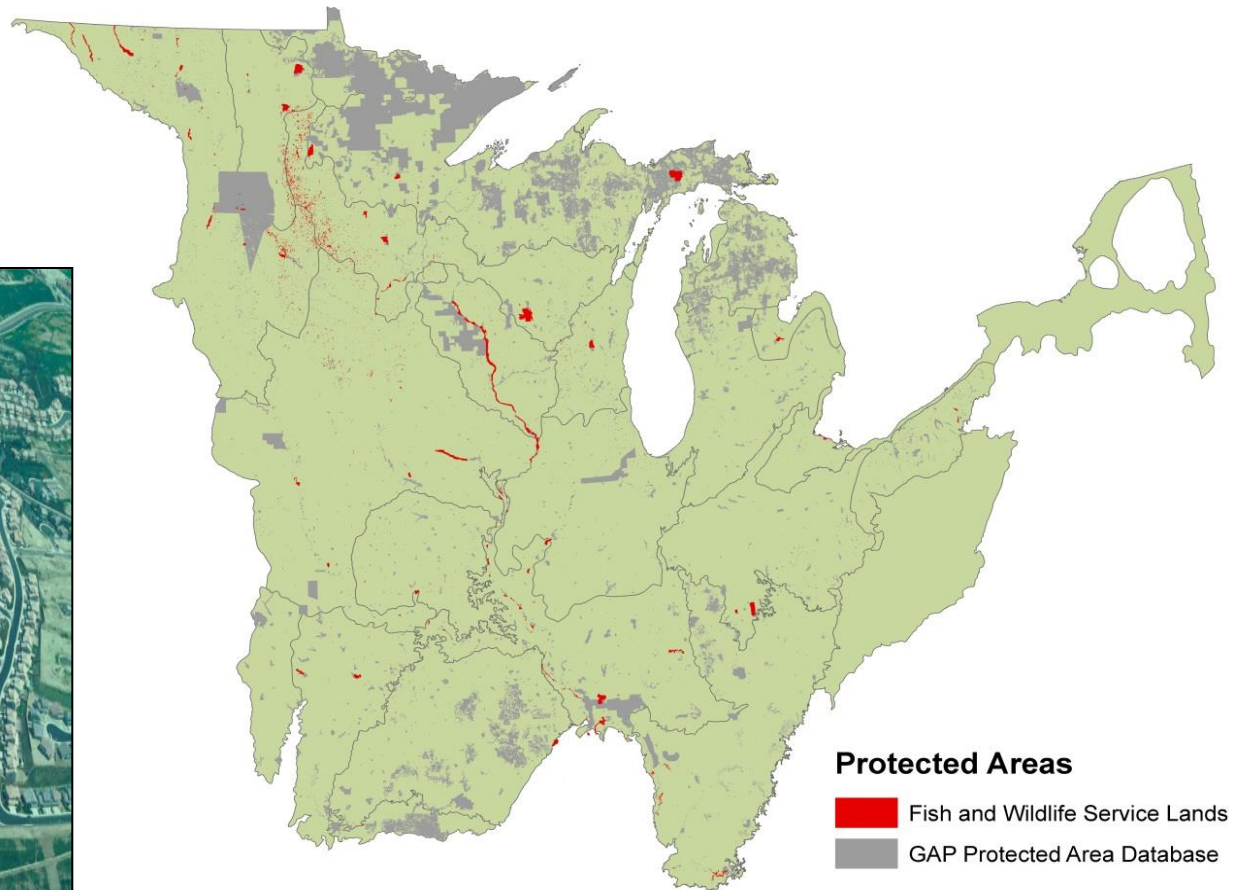 Protected Areas
Fish and Wildlife Service Lands
GAP Protected Area Database